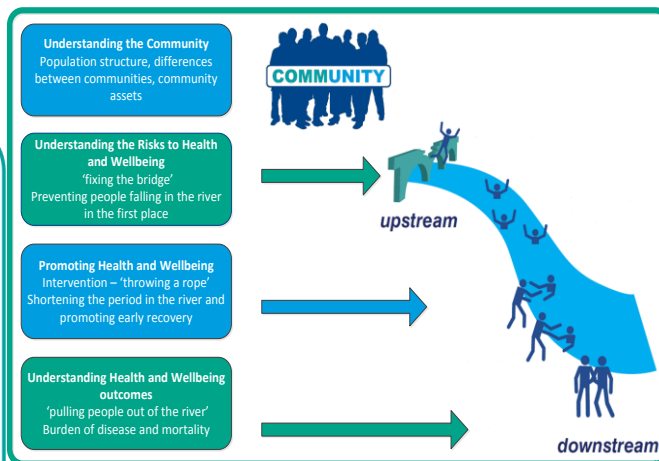 Understanding the Community
Population structure, differences
between communities, community
assets
COMMUNITY
Understanding the Risks to Health
and Wellbeing
‘fixing the bridge’
Preventing people falling in the river
in the first place
upstream
Promoting Health and Wellbeing
Intervention – ‘throwing a rope’
Shortening the period in the river and
promoting early recovery
Understanding Health and Wellbeing
outcomes
‘pulling people out of the river’
Burden of disease and mortality
downstream